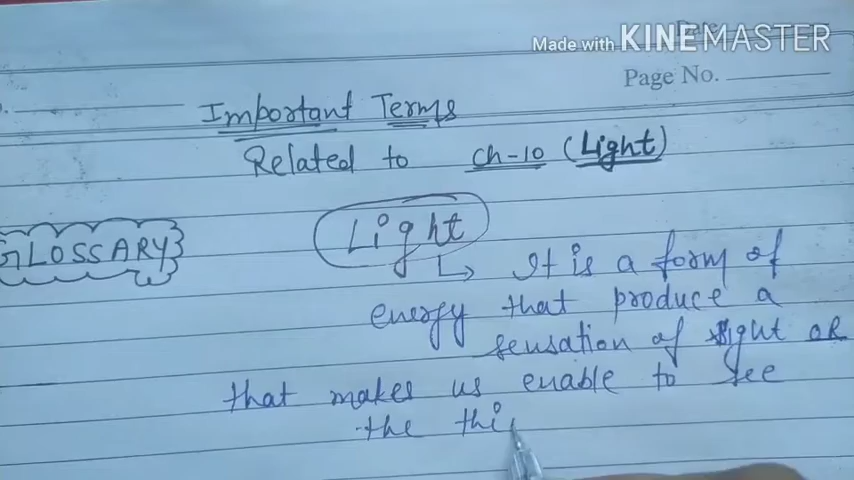 Made with KINEMASTER
Page No.
Important Terms
Related to Ch-10 (Light)
GLOSSARY
Light
↳ It is a form of
energy that produce a
sensation of sight OR
that makes us enable to see
the thi